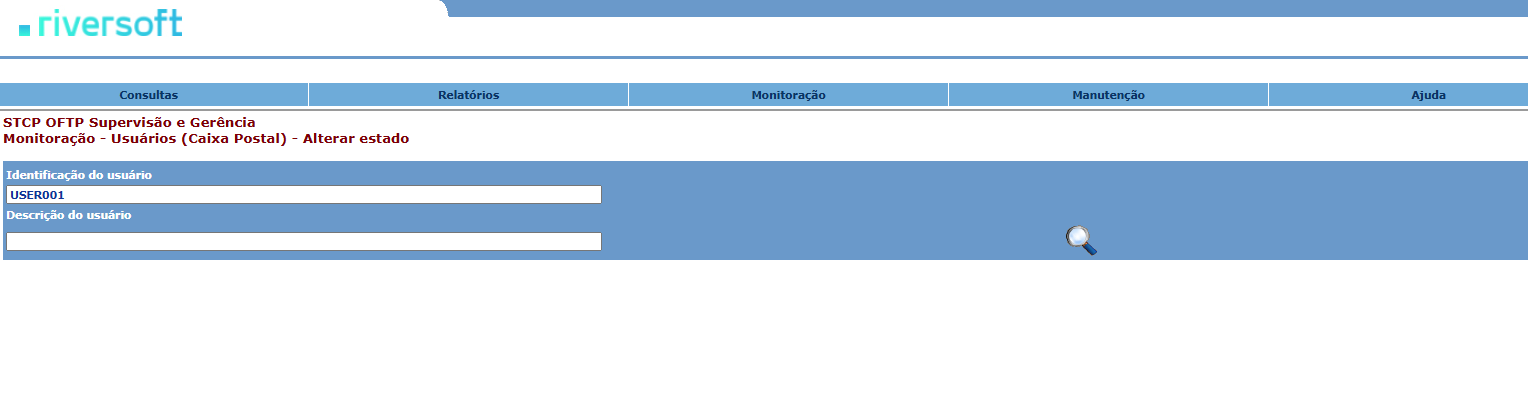 riversoft
Consultas Relatórios Monitoração Manutenção Ajuda
STCP OFTP Supervisão e Gerência
Monitoração - Usuários (Caixa Postal) - Alterar estado
Identificação do usuário
USER001
Descrição do usuário